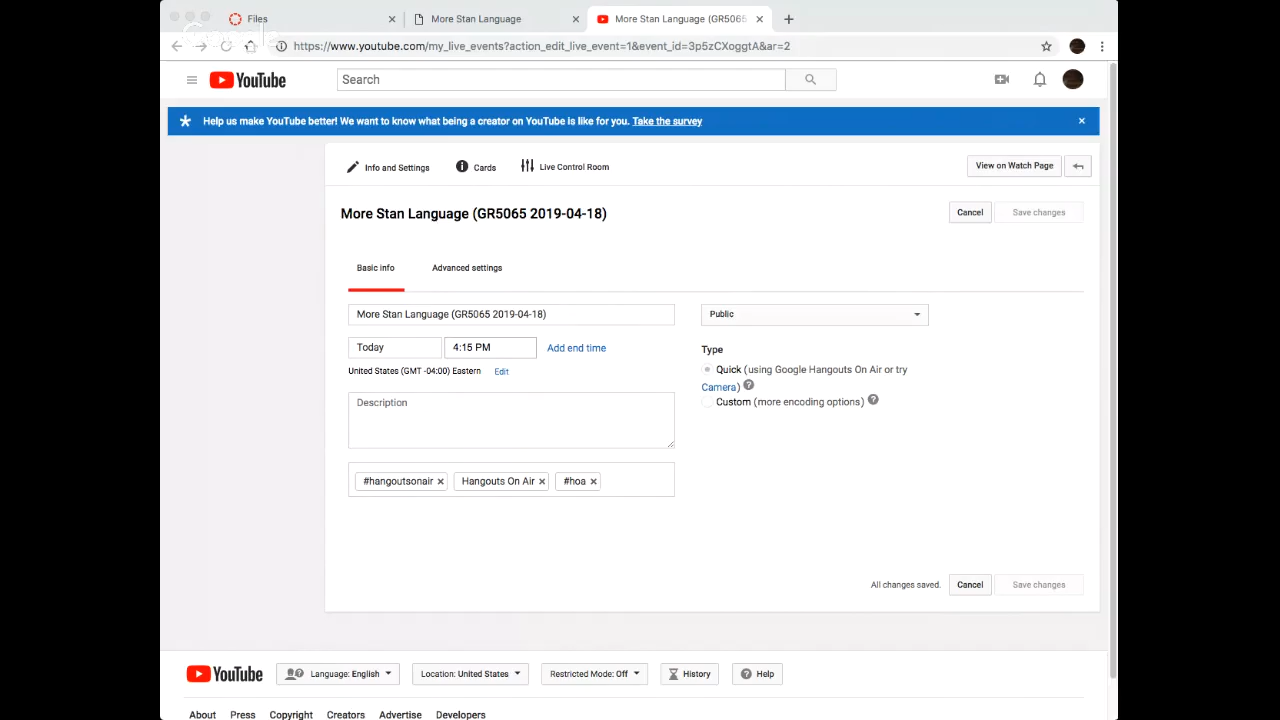 Files
More Stan Language
More Stan Language (GR5065
https://www.youtube.com/my_live_events?action_edit_live_event=1&event_id=3p5zCXoggtA&ar=2
YouTube
Search
Help us make YouTube better! We want to know what being a creator on YouTube is like for you. Take the survey
Info and Settings
Cards
Live Control Room
View on Watch Page
More Stan Language (GR5065 2019-04-18)
Cancel
Save changes
Basic info
Advanced settings
More Stan Language (GR5065 2019-04-18)
Public
Today
4:15 PM
Add end time
Type
United States (GMT -04:00) Eastern
Edit
Quick (using Google Hangouts On Air or try
Camera)
Custom (more encoding options)
Description
#hangoutsonair
Hangouts On Air
#hoa
All changes saved.
Cancel
Save changes
YouTube
Language: English
Location: United States
Restricted Mode: Off
History
Help
About
Press
Copyright
Creators
Advertise
Developers